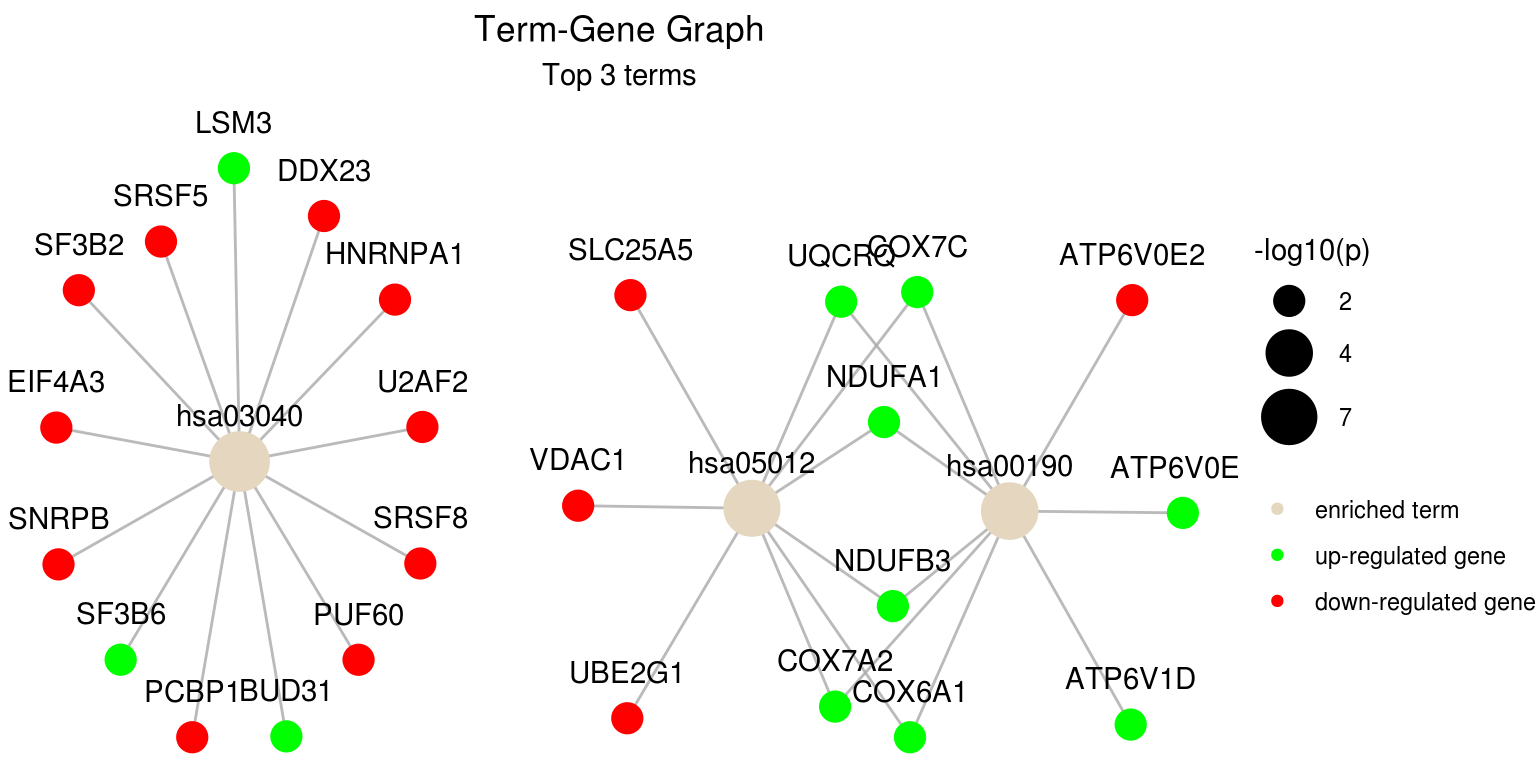 Term-Gene Graph
Top 3 terms
LSM3
DDX23
SRSF5
SF3B2
HNRNPA1
EIF4A3
U2AF2
hsa03040
SNRPB
SRSF8
SF3B6
PUF60
PCBP1
BUD31
SLC25A5
UQCRQ
COX7C
ATP6V0E2
NDUFA1
VDAC1
hsa05012
hsa00190
ATP6V0E
NDUFB3
UBE2G1
COX7A2
COX6A1
ATP6V1D
-log10(p)
2
4
7
enriched term
up-regulated gene
down-regulated gene